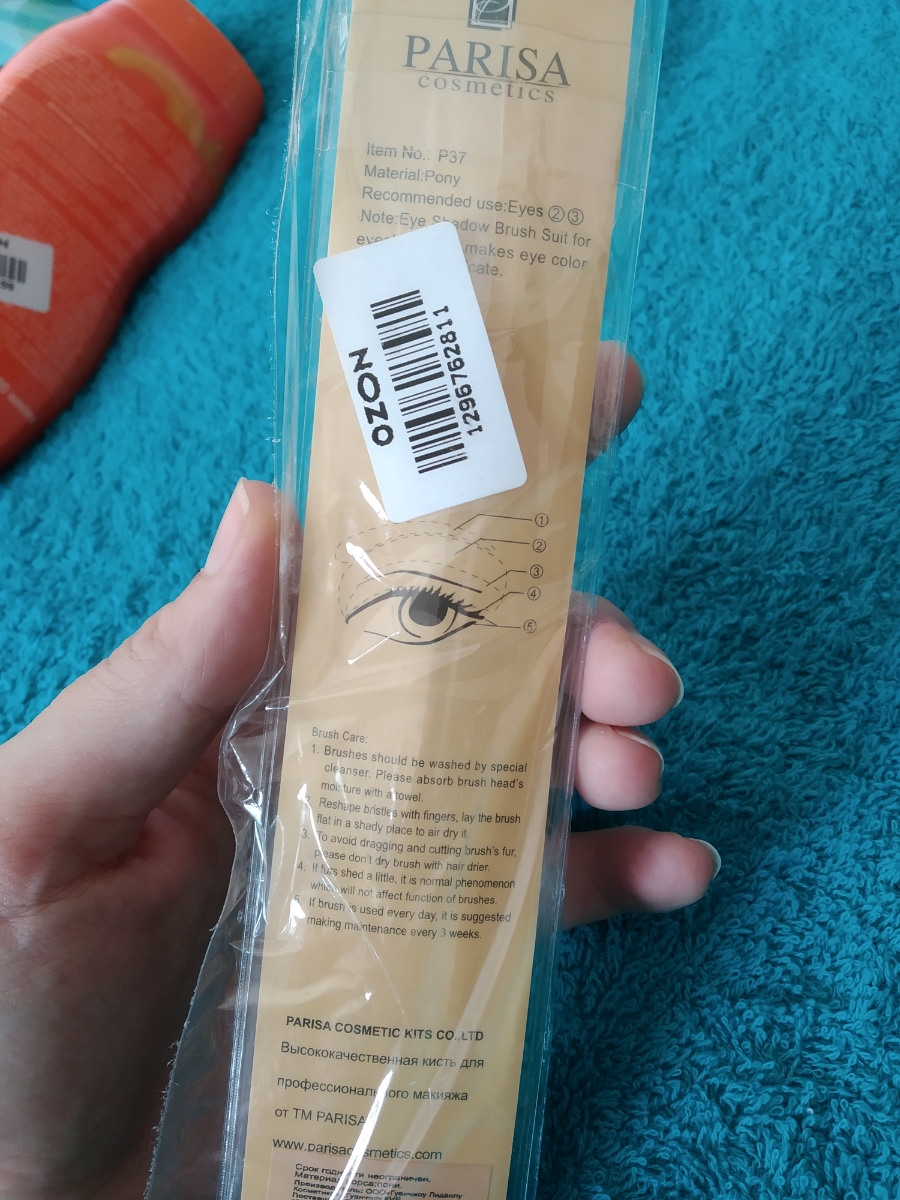 PARISA
cosmetics
Item No.: P37
Material:Pony
Recommended use:Eyes ②③
Note:Eye Shadow Brush Suit for
makes eye color
OZON
1296762811
①
②
③
④
⑤
Brush Care:
1. Brushes should be washed by special
cleanser. Please absorb brush head's
moisture with a towel.
Reshape bristles with fingers, lay the brush
flat in a shady place to air dry it.
3. To avoid dragging and cutting brush's fur,
please don't dry brush with hair drier.
4. If furs shed a little, it is normal phenomenon
which will not affect function of brushes.
If brush is used every day, it is suggested
making maintenance every 3 weeks.
PARISA COSMETIC KITS CO.,LTD
Высококачественная кисть для
профессионального макияжа
от ТМ PARISA
www.parisacosmetics.com
Срок годности неограничен.